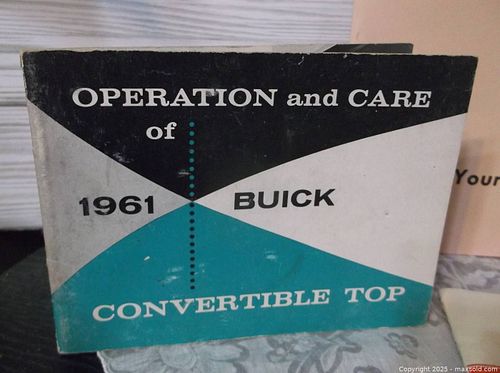 OPERATION and CARE
of
1961 BUICK
CONVERTIBLE TOP
Your
Copyright 2025 - maxsold.com